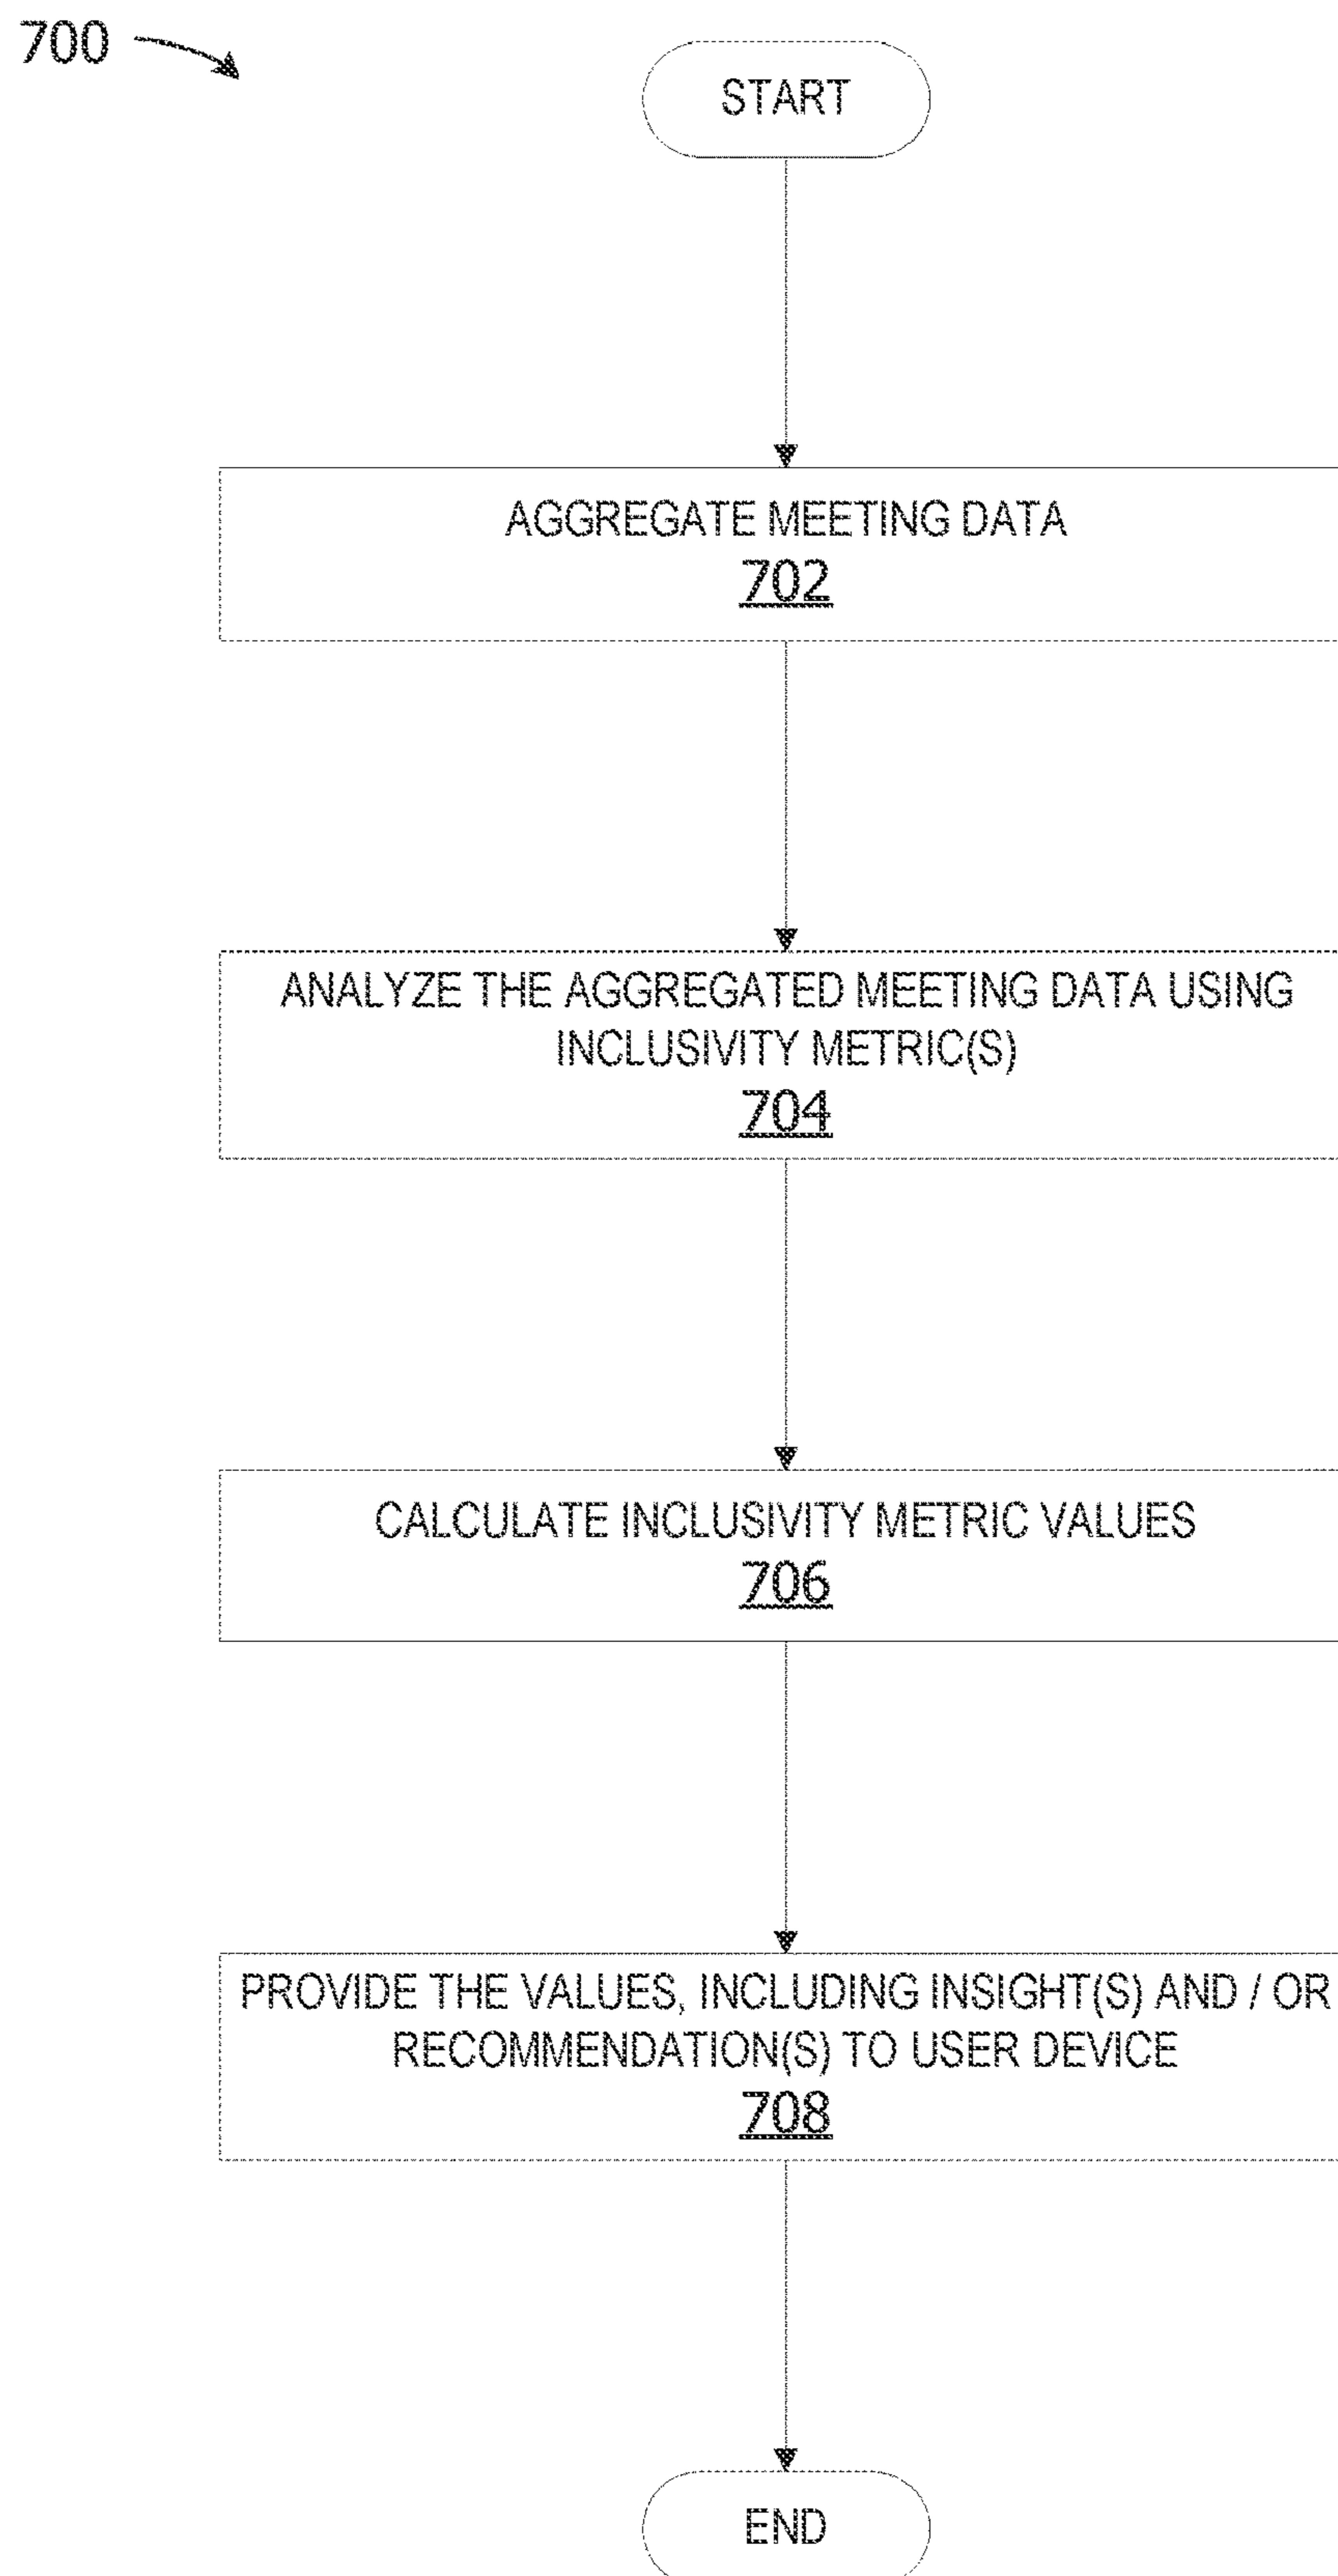 700
START
AGGREGATE MEETING DATA
702
ANALYZE THE AGGREGATED MEETING DATA USING
INCLUSIVITY METRIC(S)
704
CALCULATE INCLUSIVITY METRIC VALUES
706
PROVIDE THE VALUES, INCLUDING INSIGHT(S) AND / OR
RECOMMENDATION(S) TO USER DEVICE
708
END